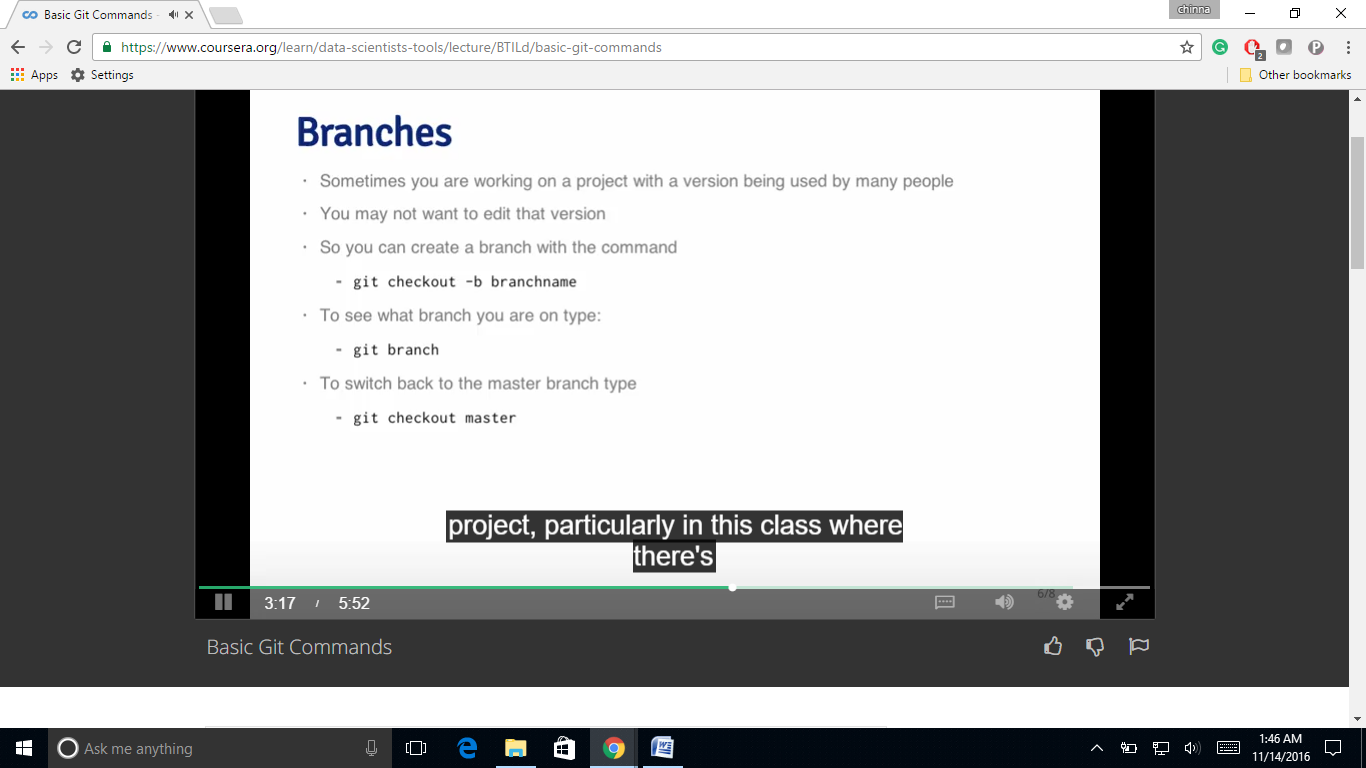 Basic Git Commands -
chinna
https://www.coursera.org/learn/data-scientists-tools/lecture/BTILd/basic-git-commands
2
P
Apps
Settings
Other bookmarks
Branches
· Sometimes you are working on a project with a version being used by many people
· You may not want to edit that version
· So you can create a branch with the command
- git checkout -b branchname
· To see what branch you are on type:
- git branch
· To switch back to the master branch type
- git checkout master
project, particularly in this class where
there's
3:17 / 5:52
6/8
Basic Git Commands
Ask me anything
1:46 AM
11/14/2016